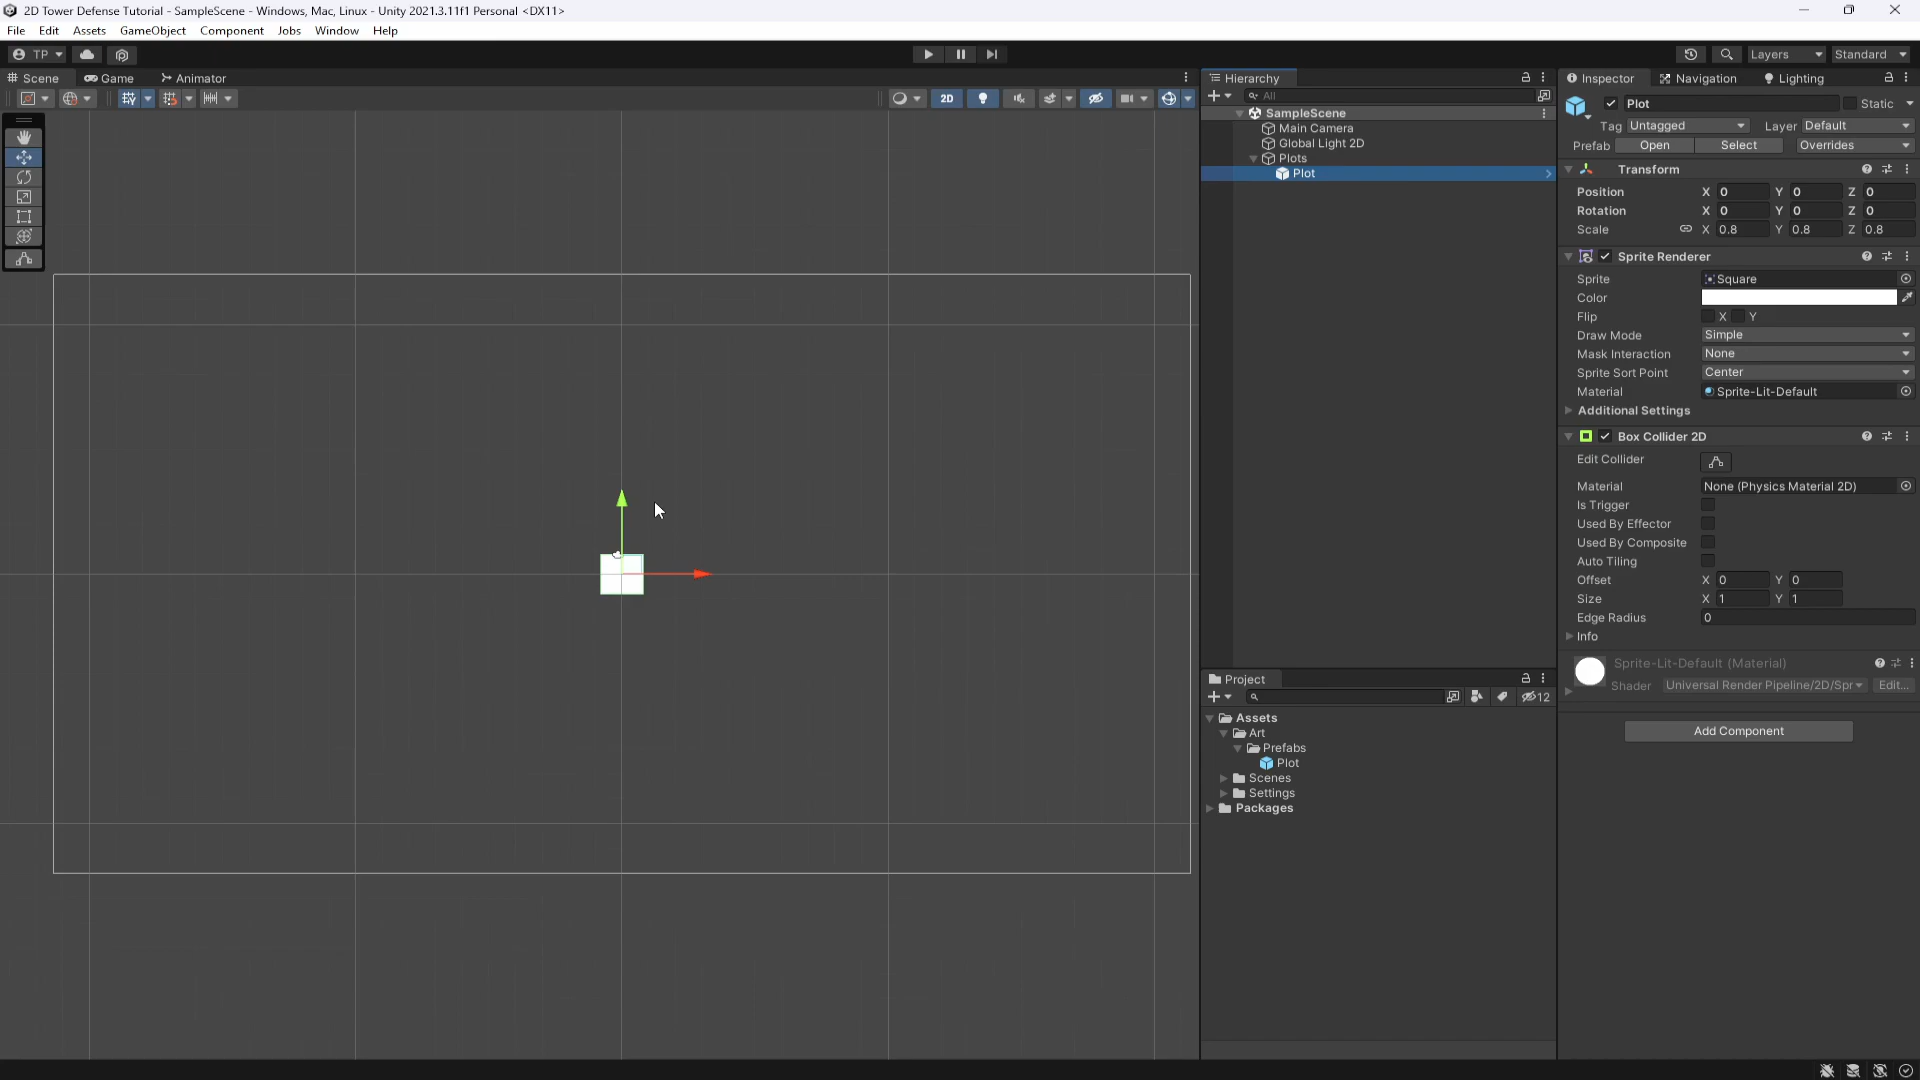 2D Tower Defense Tutorial - SampleScene - Windows, Mac, Linux - Unity 2021.3.11f1 Personal <DX11>
File Edit Assets GameObject Component Jobs Window Help
TP Layers Standard
Scene Game Animator
2D
Hierarchy
All
SampleScene
Main Camera
Global Light 2D
Plots
Plot
Project
12
Assets
Art
Prefabs
Plot
Scenes
Settings
Packages
Inspector Navigation Lighting
Plot Static
Tag Untagged Layer Default
Prefab Open Select Overrides
Transform
Position X 0 Y 0 Z 0
Rotation X 0 Y 0 Z 0
Scale X 0.8 Y 0.8 Z 0.8
Sprite Renderer
Sprite Square
Color
Flip X Y
Draw Mode Simple
Mask Interaction None
Sprite Sort Point Center
Material Sprite-Lit-Default
Additional Settings
Box Collider 2D
Edit Collider
Material None (Physics Material 2D)
Is Trigger
Used By Effector
Used By Composite
Auto Tiling
Offset X 0 Y 0
Size X 1 Y 1
Edge Radius 0
Info
Sprite-Lit-Default (Material)
Shader Universal Render Pipeline/2D/Spr Edit...
Add Component